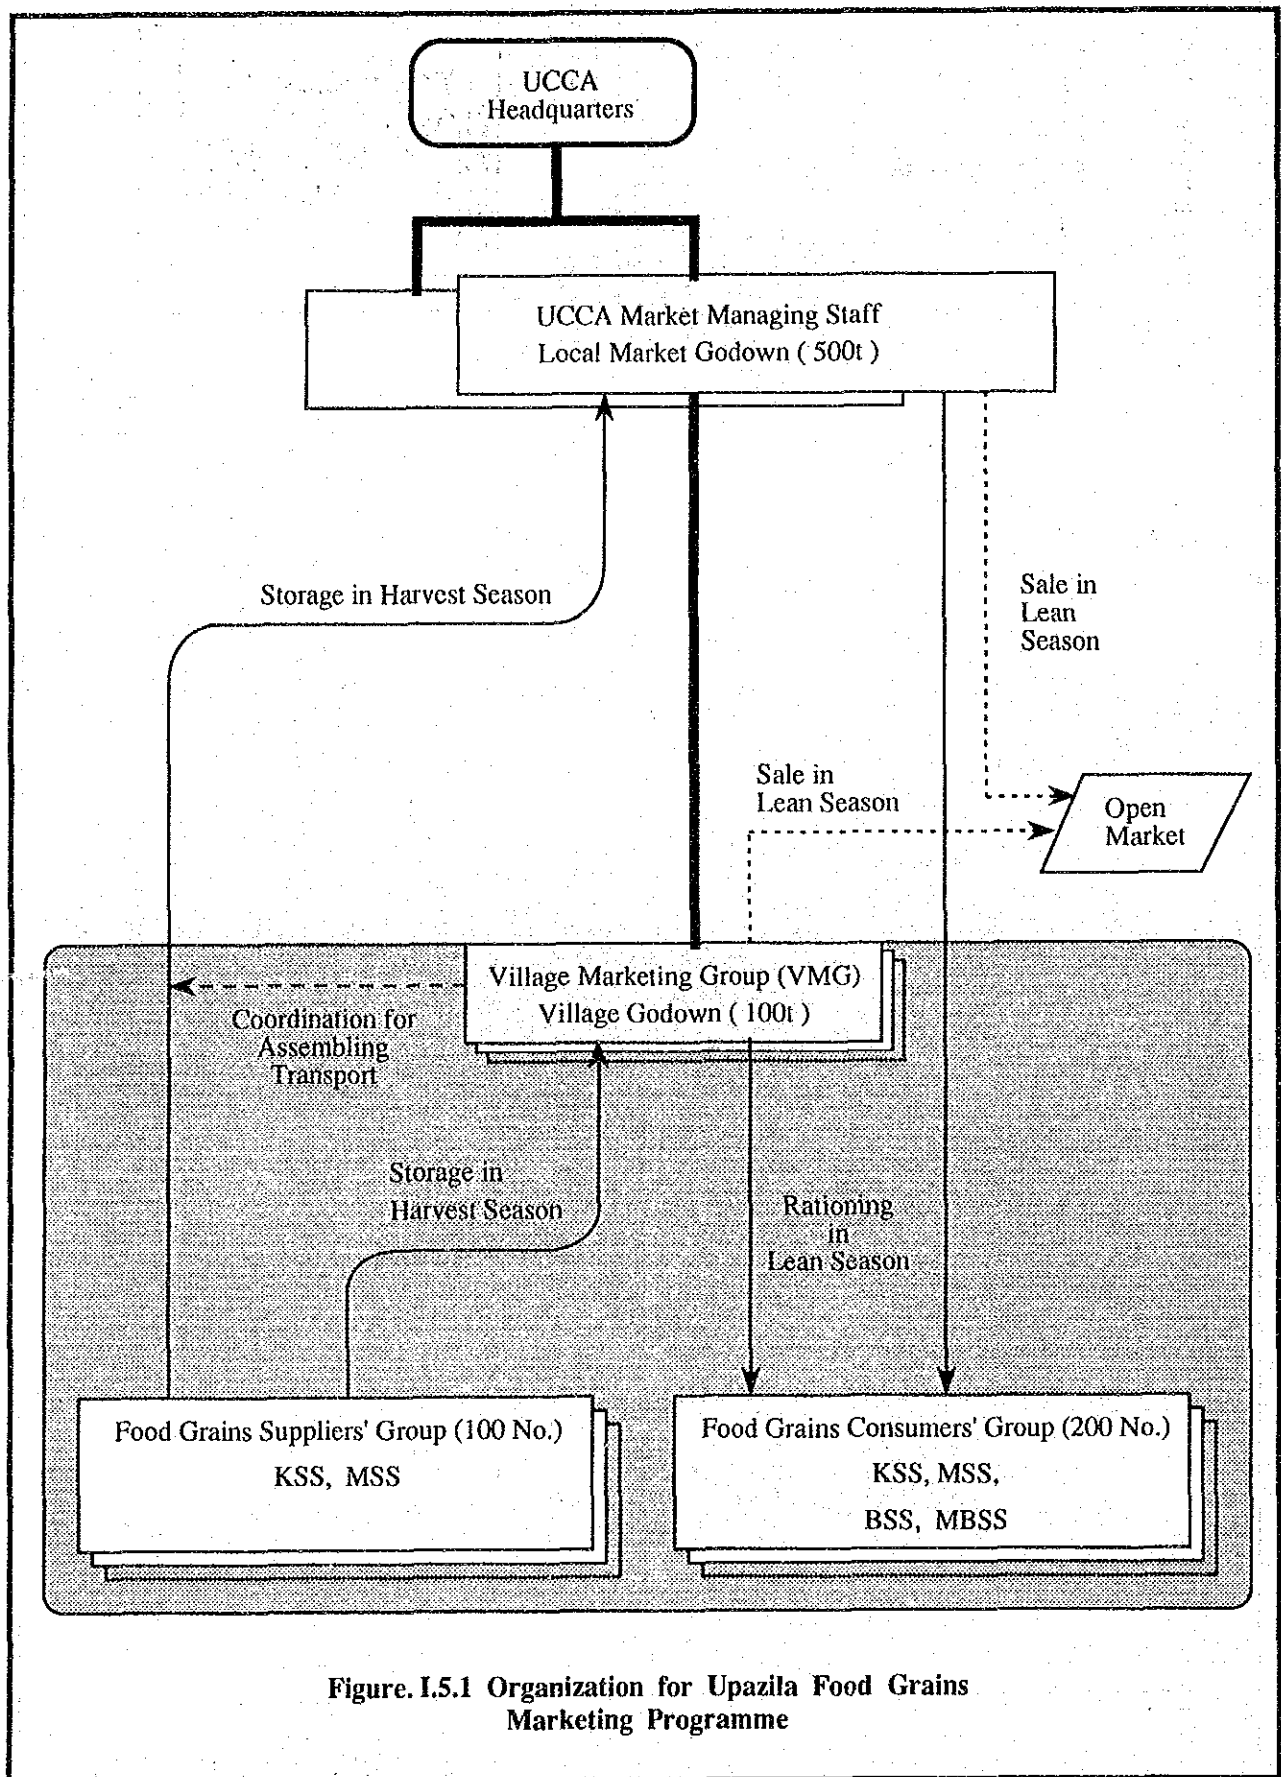 UCCA
Headquarters
UCCA Market Managing Staff
Local Market Godown ( 500t )
Storage in Harvest Season
Sale in
Lean
Season
Sale in
Lean Season
Open
Market
Village Marketing Group (VMG)
Village Godown ( 100t )
Coordination for
Assembling
Transport
Storage in
Harvest Season
Rationing
in
Lean Season
Food Grains Suppliers' Group (100 No.)
KSS, MSS
Food Grains Consumers' Group (200 No.)
KSS, MSS,
BSS, MBSS
Figure. I.5.1 Organization for Upazila Food Grains
Marketing Programme